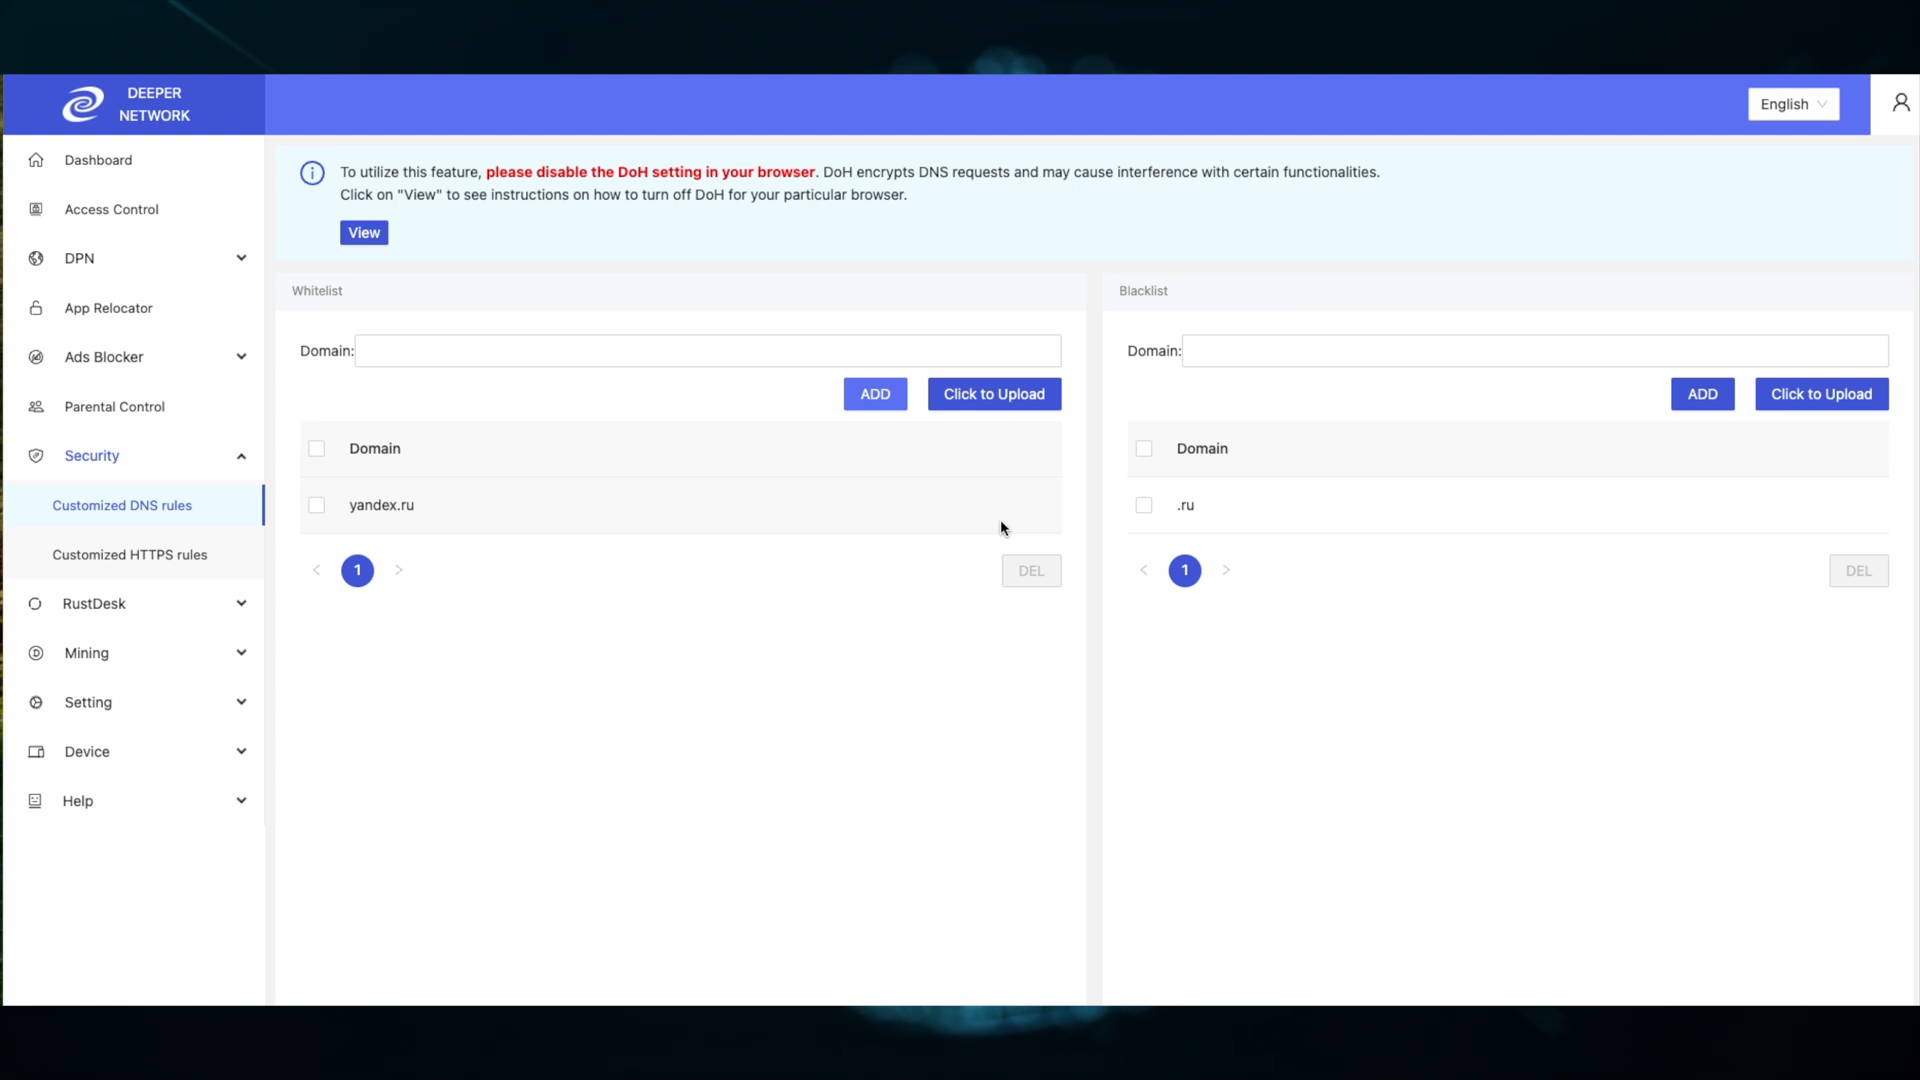 DEEPER
NETWORK
English
Dashboard
Access Control
DPN
App Relocator
Ads Blocker
Parental Control
Security
Customized DNS rules
Customized HTTPS rules
RustDesk
Mining
Setting
Device
Help
To utilize this feature, please disable the DoH setting in your browser. DoH encrypts DNS requests and may cause interference with certain functionalities.
Click on "View" to see instructions on how to turn off DoH for your particular browser.
View
Whitelist
Domain:
ADD Click to Upload
Domain
yandex.ru
< 1 > DEL
Blacklist
Domain:
ADD Click to Upload
Domain
.ru
< 1 > DEL